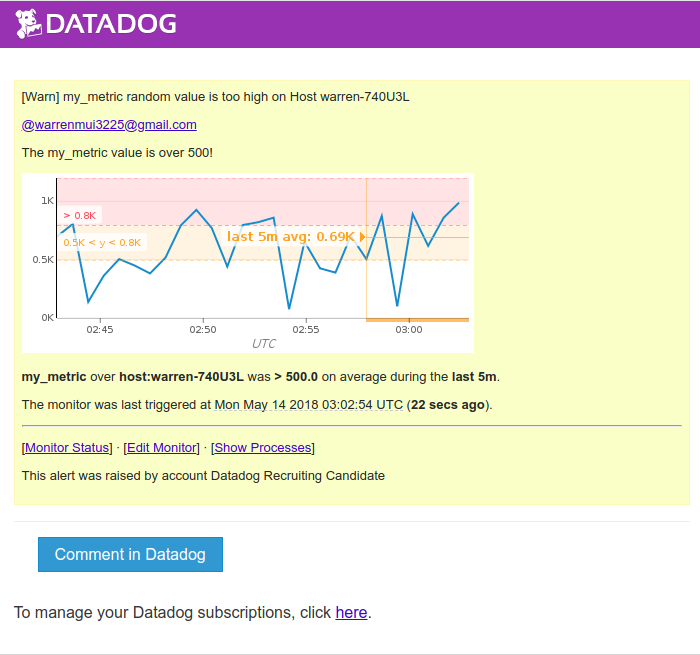 DATADOG
[Warn] my_metric random value is too high on Host warren-740U3L
@warrenmui3225@gmail.com
The my_metric value is over 500!
1K
> 0.8K
0.5K < y < 0.8K
last 5m avg: 0.69K
0.5K
0K
02:45 02:50 02:55 03:00
UTC
my_metric over host:warren-740U3L was > 500.0 on average during the last 5m.
The monitor was last triggered at Mon May 14 2018 03:02:54 UTC (22 secs ago).
[Monitor Status] · [Edit Monitor] · [Show Processes]
This alert was raised by account Datadog Recruiting Candidate
Comment in Datadog
To manage your Datadog subscriptions, click here.